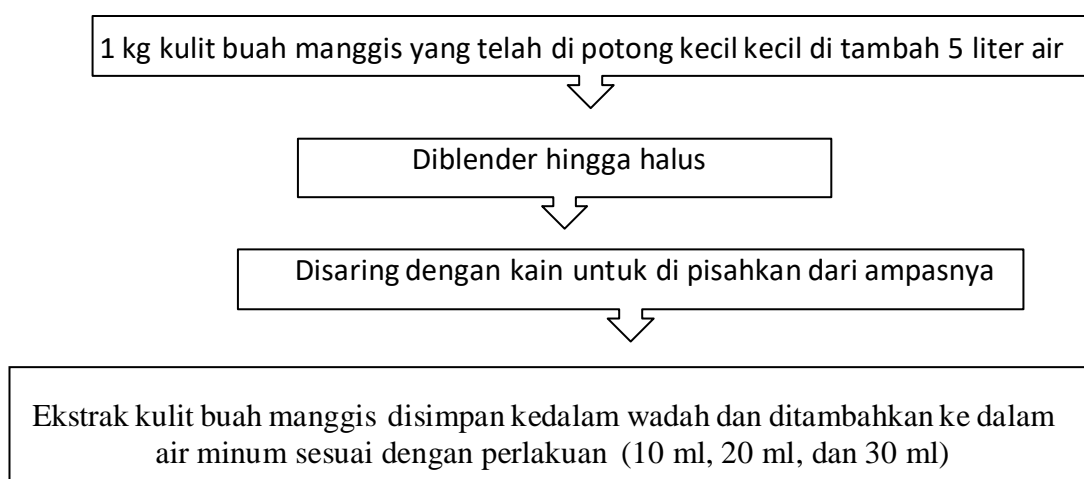 1 kg kulit buah manggis yang telah di potong kecil kecil di tambah 5 liter air
Diblender hingga halus
Disaring dengan kain untuk di pisahkan dari ampasnya
Ekstrak kulit buah manggis disimpan kedalam wadah dan ditambahkan ke dalam
air minum sesuai dengan perlakuan (10 ml, 20 ml, dan 30 ml)